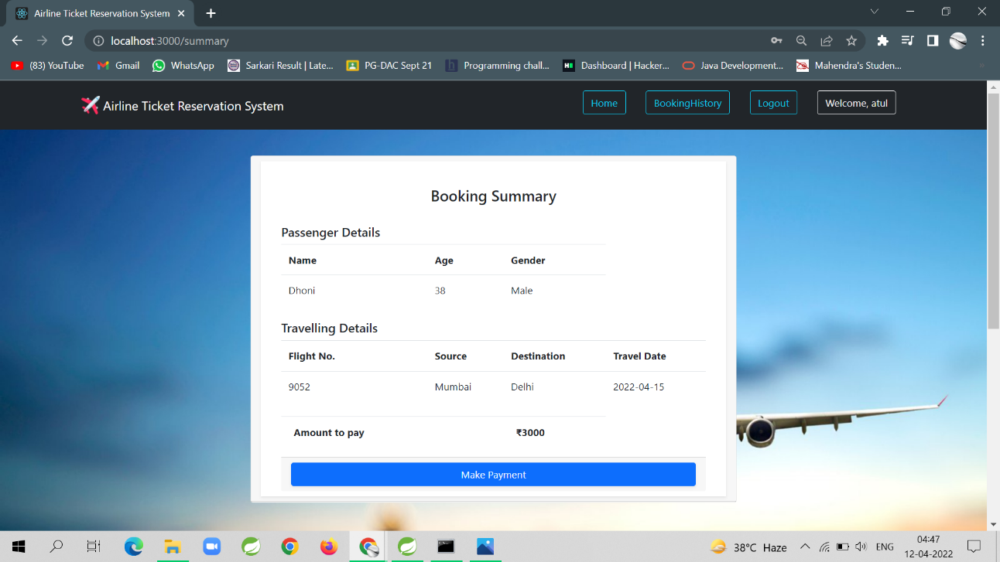 Airline Ticket Reservation System
localhost:3000/summary
(83) YouTube Gmail WhatsApp Sarkari Result | Late... PG-DAC Sept 21 Programming chall... Dashboard | Hacker... Java Development... Mahendra's Studen...
Airline Ticket Reservation System Home BookingHistory Logout Welcome, atul
Booking Summary
Passenger Details
Name Age Gender
Dhoni 38 Male
Travelling Details
Flight No. Source Destination Travel Date
9052 Mumbai Delhi 2022-04-15
Amount to pay ₹3000
Make Payment
38°C Haze ENG 04:47
12-04-2022